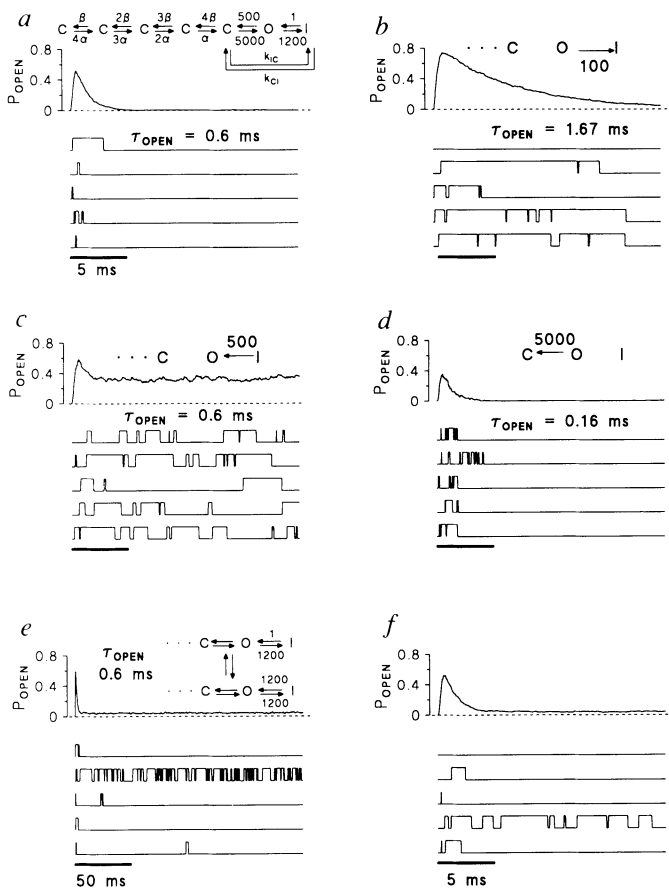 a
β 2β 3β 4β 500 1
C C C C C O I
4α 3α 2α α 5000 1200
k_IC
k_CI
0.8
0.4
0
P_OPEN
τ_OPEN = 0.6 ms
5 ms
b
· · · C O I
100
0.8
0.4
0
P_OPEN
τ_OPEN = 1.67 ms
c
500
· · · C O I
0.8
0.4
0
P_OPEN
τ_OPEN = 0.6 ms
d
5000
C O I
0.8
0.4
0
P_OPEN
τ_OPEN = 0.16 ms
e
1
· · · C O I
1200
1200
· · · C O I
1200
τ_OPEN
0.6 ms
0.8
0.4
0
P_OPEN
50 ms
f
0.8
0.4
0
P_OPEN
5 ms